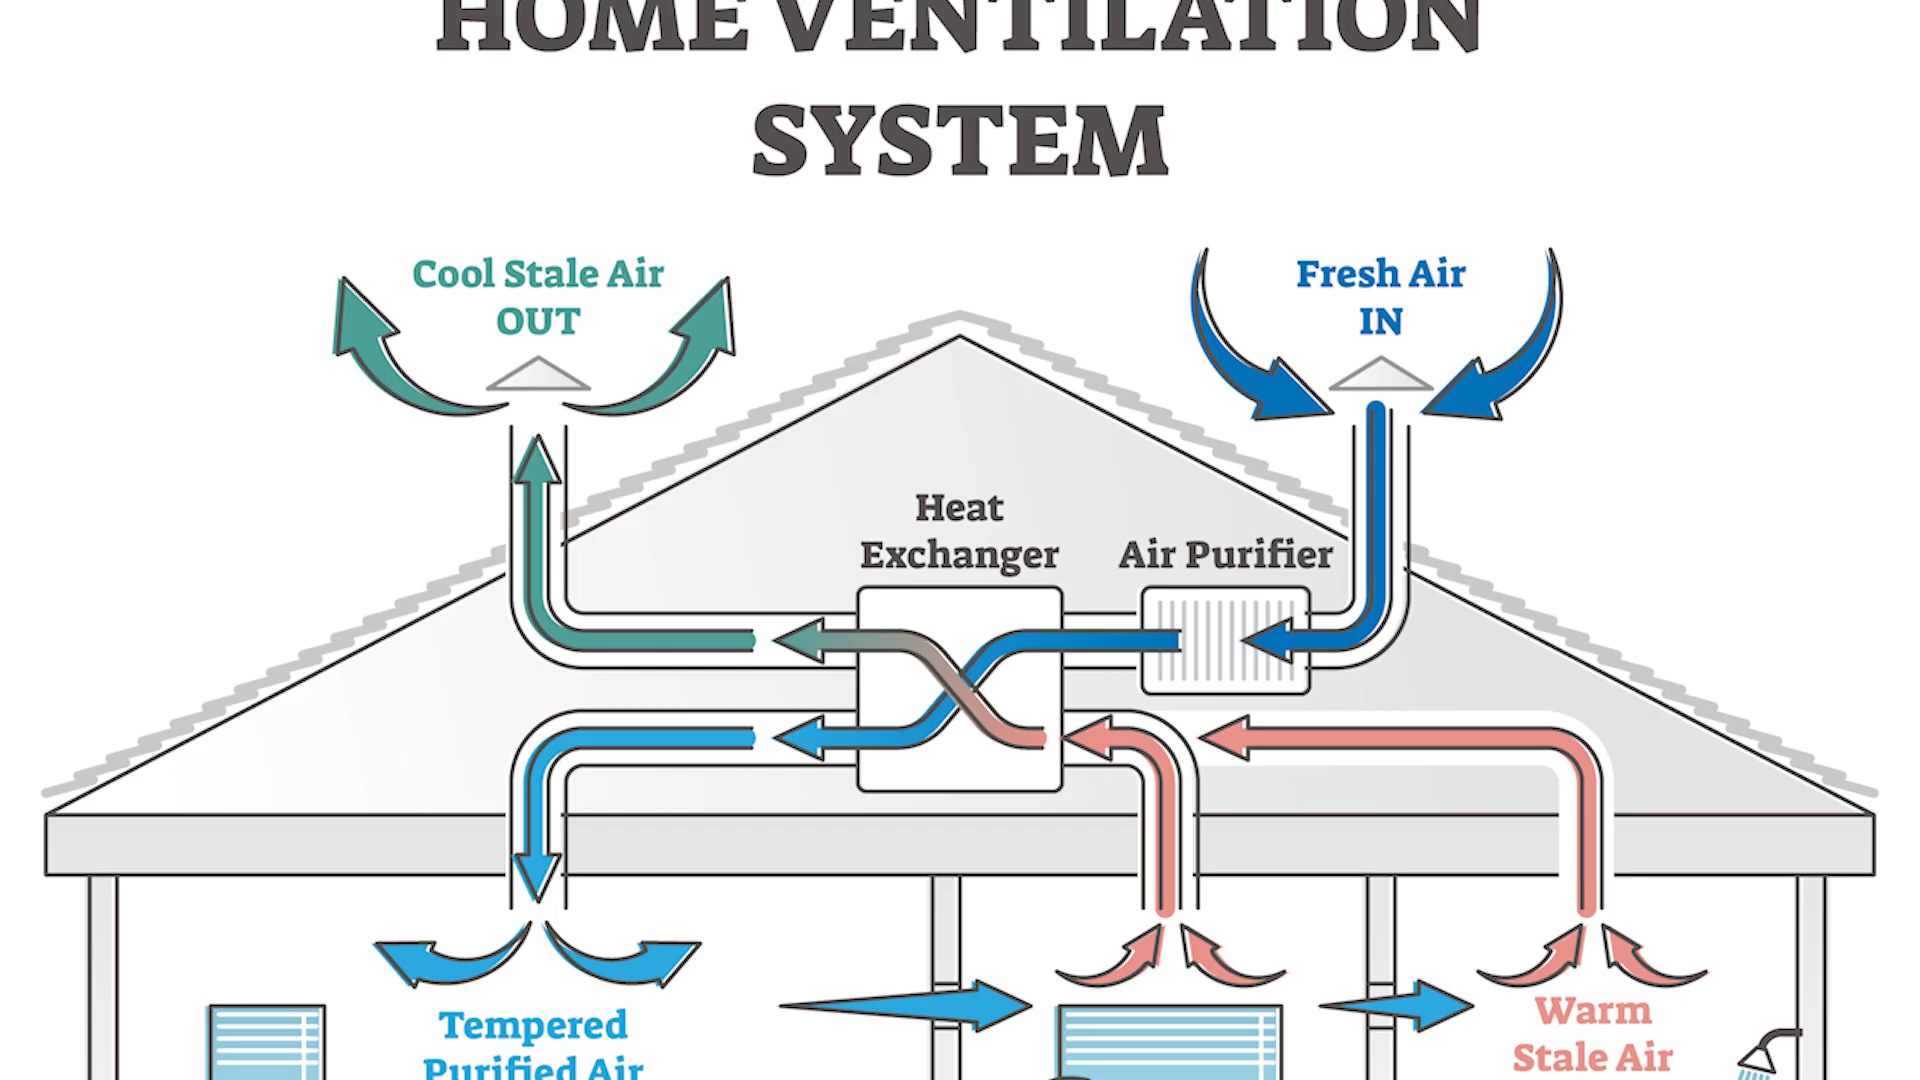 HOME VENTILATION
SYSTEM
Cool Stale Air
OUT
Fresh Air
IN
Heat
Exchanger
Air Purifier
Tempered
Purified Air
Warm
Stale Air